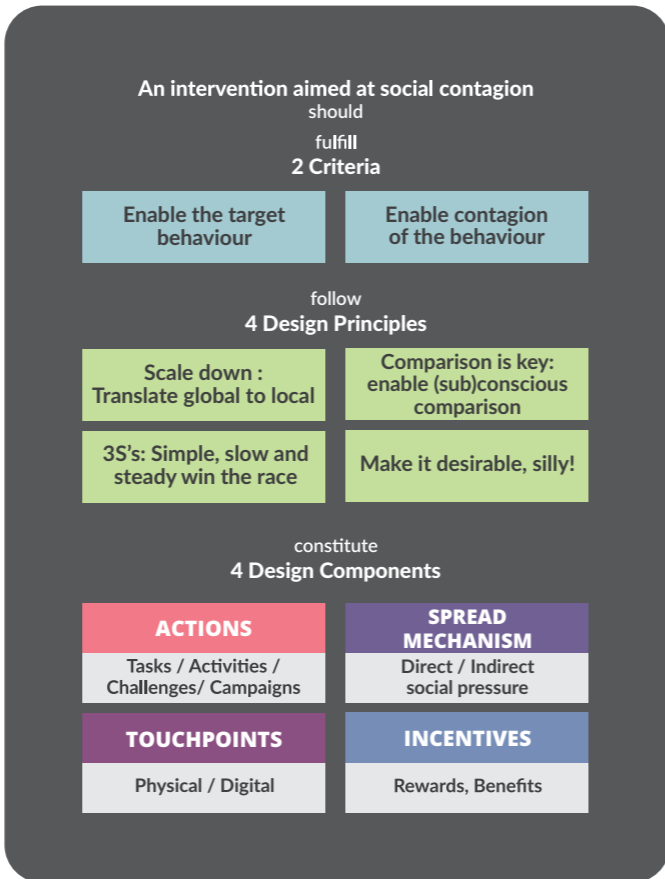 An intervention aimed at social contagion
should
fulfill
2 Criteria
Enable the target
behaviour
Enable contagion
of the behaviour
follow
4 Design Principles
Scale down :
Translate global to local
Comparison is key:
enable (sub)conscious
comparison
3S's: Simple, slow and
steady win the race
Make it desirable, silly!
constitute
4 Design Components
ACTIONS
Tasks / Activities /
Challenges/ Campaigns
SPREAD
MECHANISM
Direct / Indirect
social pressure
TOUCHPOINTS
Physical / Digital
INCENTIVES
Rewards, Benefits